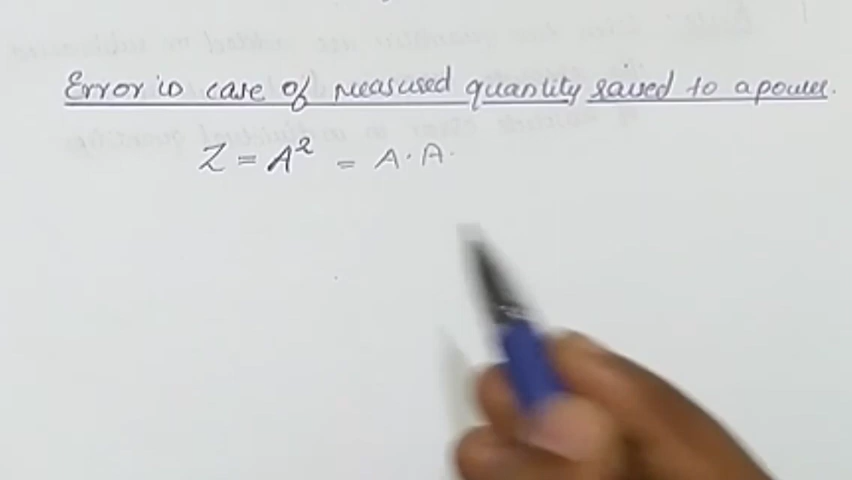 Error in case of measured quantity raised to a power.
Z = A² = A · A.